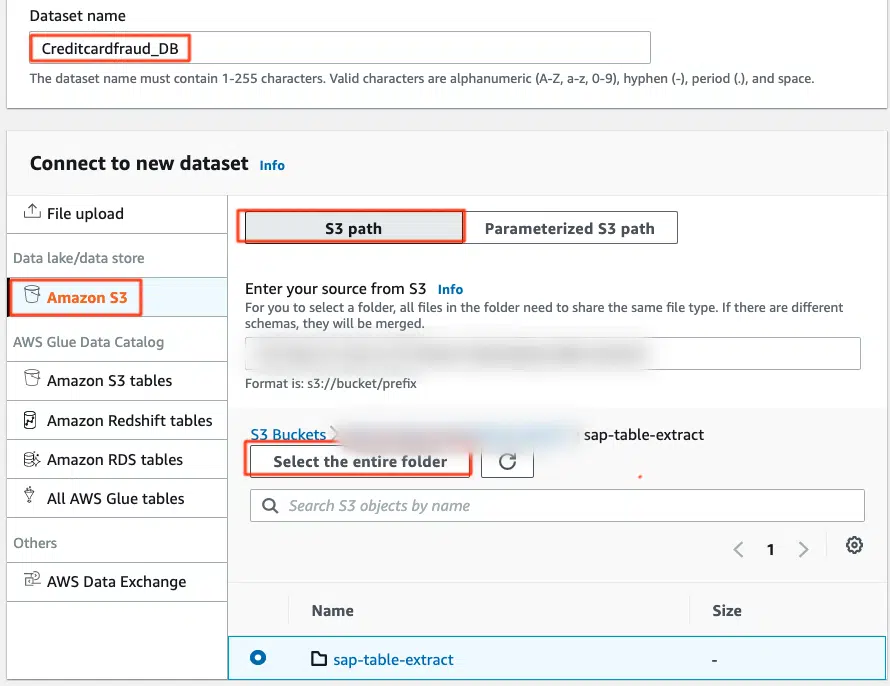 Dataset name
Creditcardfraud_DB
The dataset name must contain 1-255 characters. Valid characters are alphanumeric (A-Z, a-z, 0-9), hyphen (-), period (.), and space.
Connect to new dataset Info
File upload
Data lake/data store
Amazon S3
AWS Glue Data Catalog
Amazon S3 tables
Amazon Redshift tables
Amazon RDS tables
All AWS Glue tables
Others
AWS Data Exchange
S3 path
Parameterized S3 path
Enter your source from S3 Info
For you to select a folder, all files in the folder need to share the same file type. If there are different
schemas, they will be merged.
Format is: s3://bucket/prefix
S3 Buckets sap-table-extract
Select the entire folder
Search S3 objects by name
1
Name Size
sap-table-extract -